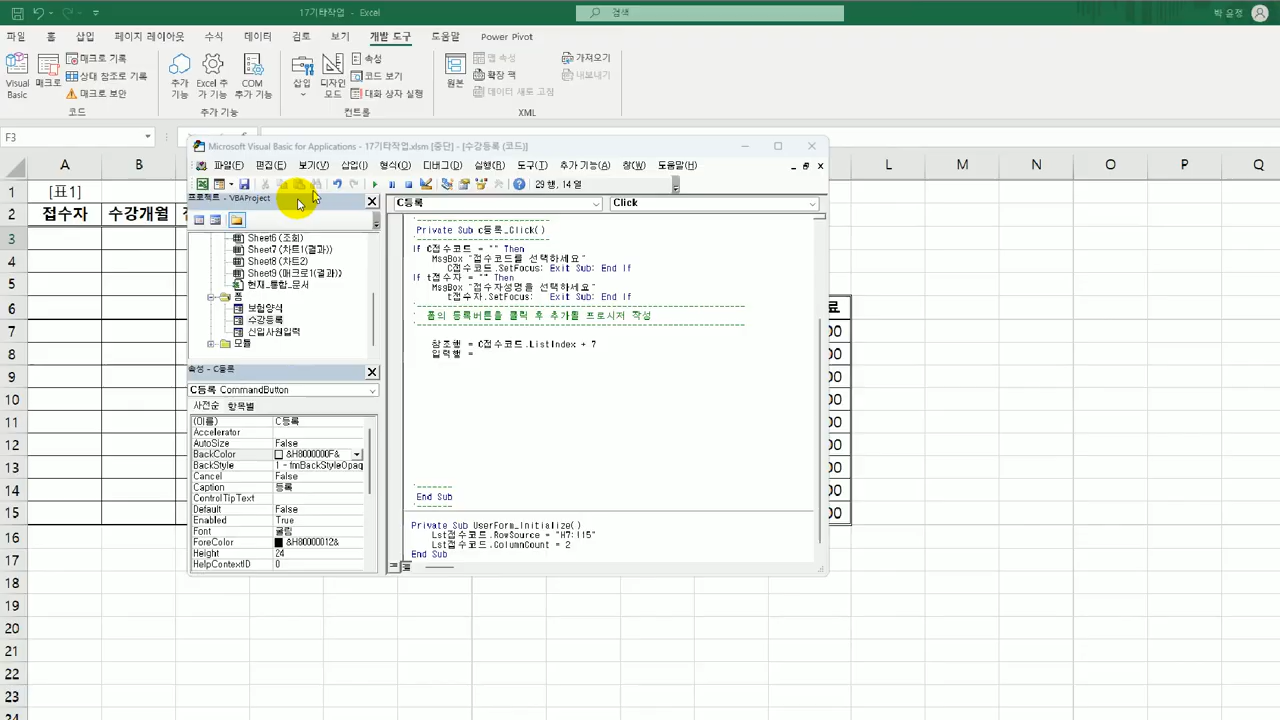 17기타작업 - Excel
검색
박 윤정
파일 홈 삽입 페이지 레이아웃 수식 데이터 검토 보기 개발 도구 도움말 Power Pivot
Visual Basic
매크로
매크로 기록
상대 참조로 기록
매크로 보안
추가 기능
Excel 추가 기능
COM 추가 기능
삽입
디자인 모드
속성
코드 보기
대화 상자 실행
원본
맵 속성
확장 팩
데이터 새로 고침
가져오기
내보내기
코드 추가 기능 컨트롤 XML
F3
A B L M N O P Q
1 [표1]
2 접수자 수강개월
3
4
5
6 료
7 00
8 00
9 00
10 00
11 00
12 00
13 00
14 00
15 00
16
17
18
19
20
21
22
23
24
Microsoft Visual Basic for Applications - 17기타작업.xlsm [중단] - [수강등록 (코드)]
파일(F) 편집(E) 보기(V) 삽입(I) 형식(O) 디버그(D) 실행(R) 도구(T) 추가 기능(A) 창(W) 도움말(H)
29 행, 14 열
프로젝트 - VBAProject
Sheet6 (조회)
Sheet7 (차트1(결과))
Sheet8 (차트2)
Sheet9 (매크로1(결과))
현재_통합_문서
폼
보험양식
수강등록
신입사원입력
모듈
속성 - C등록
C등록 CommandButton
사전순 항목별
(이름) C등록
Accelerator
AutoSize False
BackColor &H8000000F&
BackStyle 1 - fmBackStyleOpaq
Cancel False
Caption 등록
ControlTipText
Default False
Enabled True
Font 굴림
ForeColor &H80000012&
Height 24
HelpContextID 0
C등록 Click
'--------------------
Private Sub c등록_Click()
'--------------------
If C접수코드 = "" Then
MsgBox "접수코드를 선택하세요"
C접수코드.SetFocus: Exit Sub: End If
If t접수자 = "" Then
MsgBox "접수자성명을 선택하세요"
t접수자.SetFocus: Exit Sub: End If
' 폼의 등록버튼을 클릭 후 추가될 프로시저 작성
참조행 = C접수코드.ListIndex + 7
입력행 =
'-------
End Sub
'-------
Private Sub UserForm_Initialize()
Lst접수코드.RowSource = "H7:I15"
Lst접수코드.ColumnCount = 2
End Sub